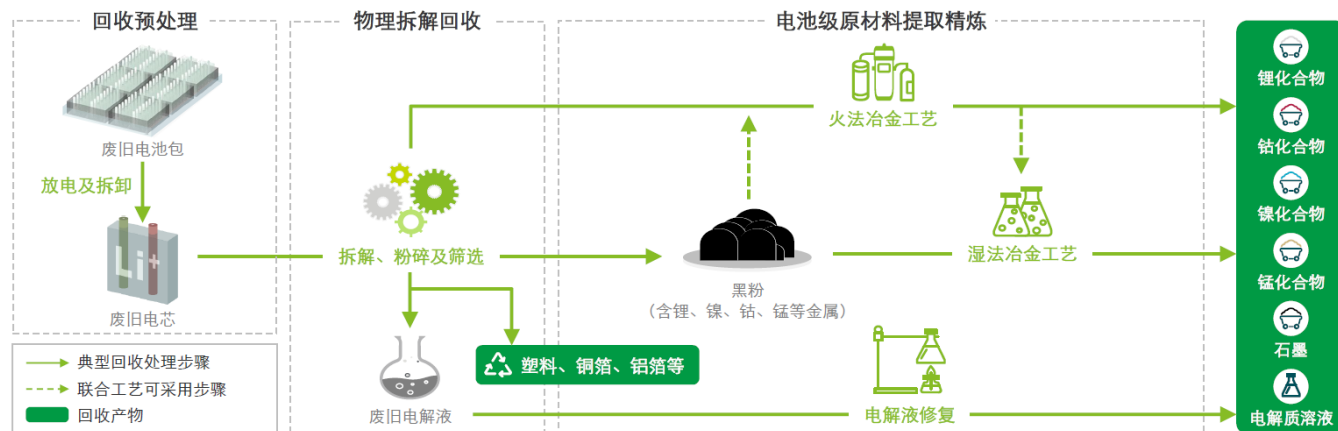 回收预处理
废旧电池包
放电及拆卸
Li+
废旧电芯
典型回收处理步骤
联合工艺可采用步骤
回收产物
物理拆解回收
拆解、粉碎及筛选
废旧电解液
塑料、铜箔、铝箔等
电池级原材料提取精炼
火法冶金工艺
黑粉
（含锂、镍、钴、锰等金属）
湿法冶金工艺
电解液修复
锂化合物
钴化合物
镍化合物
锰化合物
石墨
电解质溶液